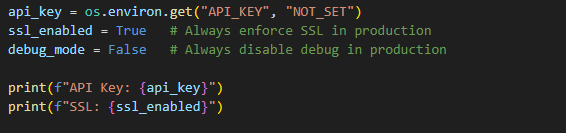 api_key = os.environ.get("API_KEY", "NOT_SET")
ssl_enabled = True   # Always enforce SSL in production
debug_mode = False   # Always disable debug in production

print(f"API Key: {api_key}")
print(f"SSL: {ssl_enabled}")